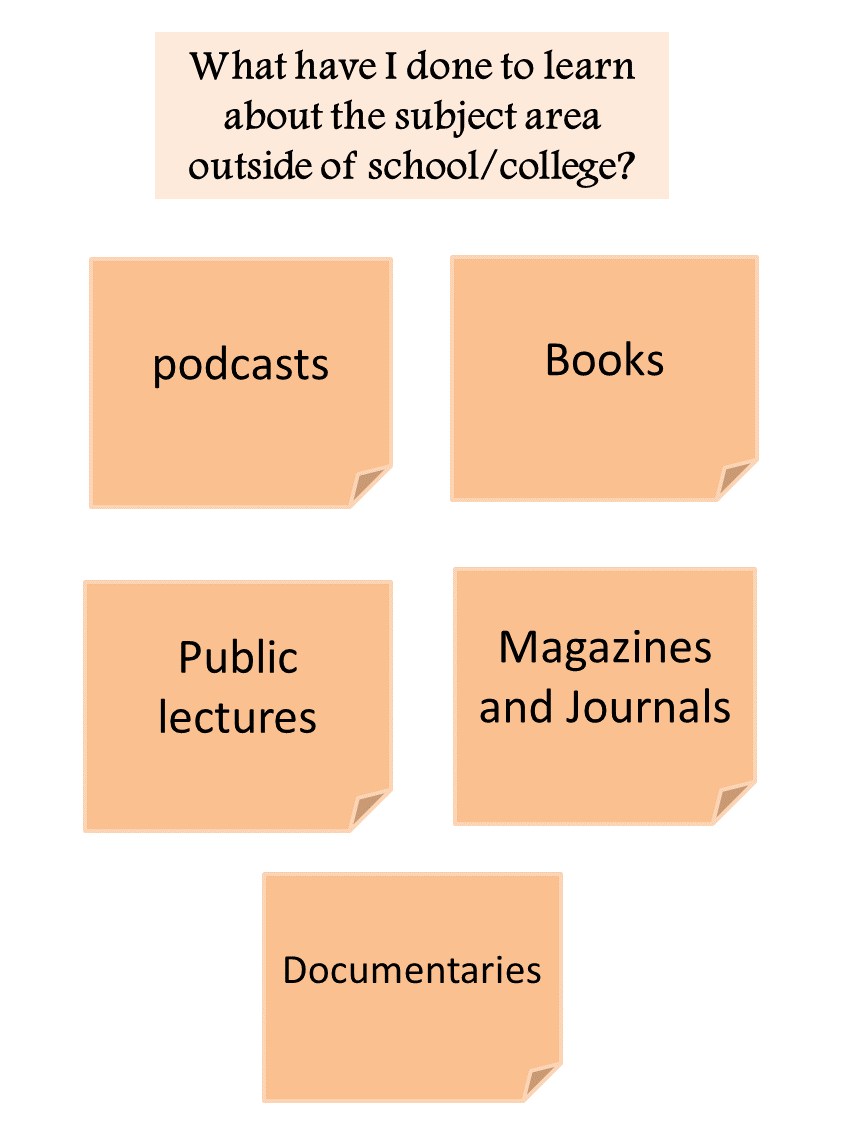 What have I done to learn
about the subject area
outside of school/college?
podcasts
Books
Public
lectures
Magazines
and Journals
Documentaries